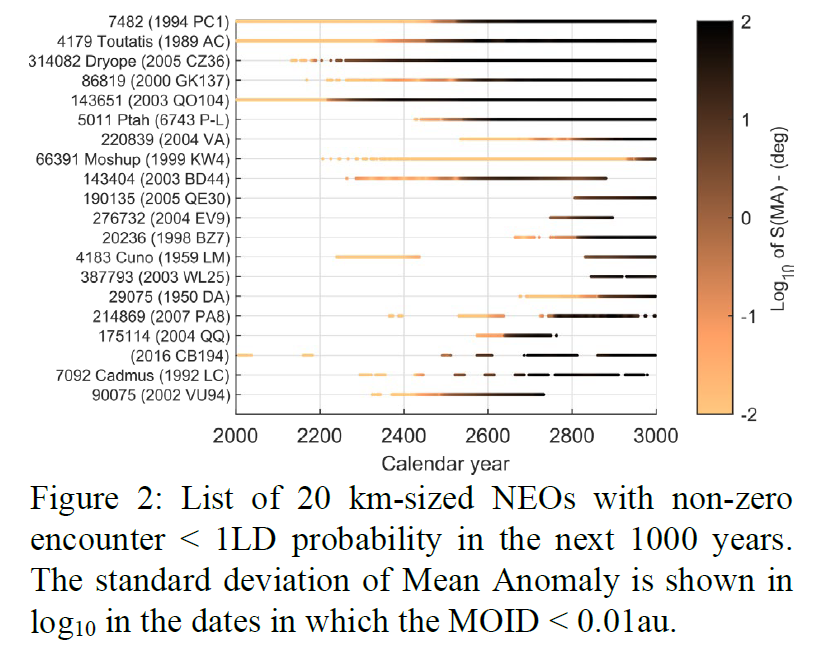 7482 (1994 PC1)
4179 Toutatis (1989 AC)
314082 Dryope (2005 CZ36)
86819 (2000 GK137)
143651 (2003 QO104)
5011 Ptah (6743 P-L)
220839 (2004 VA)
66391 Moshup (1999 KW4)
143404 (2003 BD44)
190135 (2005 QE30)
276732 (2004 EV9)
20236 (1998 BZ7)
4183 Cuno (1959 LM)
387793 (2003 WL25)
29075 (1950 DA)
214869 (2007 PA8)
175114 (2004 QQ)
(2016 CB194)
7092 Cadmus (1992 LC)
90075 (2002 VU94)
2000 2200 2400 2600 2800 3000
Calendar year
2
1
0
-1
-2
Log10 of S(MA) - (deg)
Figure 2: List of 20 km-sized NEOs with non-zero
encounter < 1LD probability in the next 1000 years.
The standard deviation of Mean Anomaly is shown in
log10 in the dates in which the MOID < 0.01au.